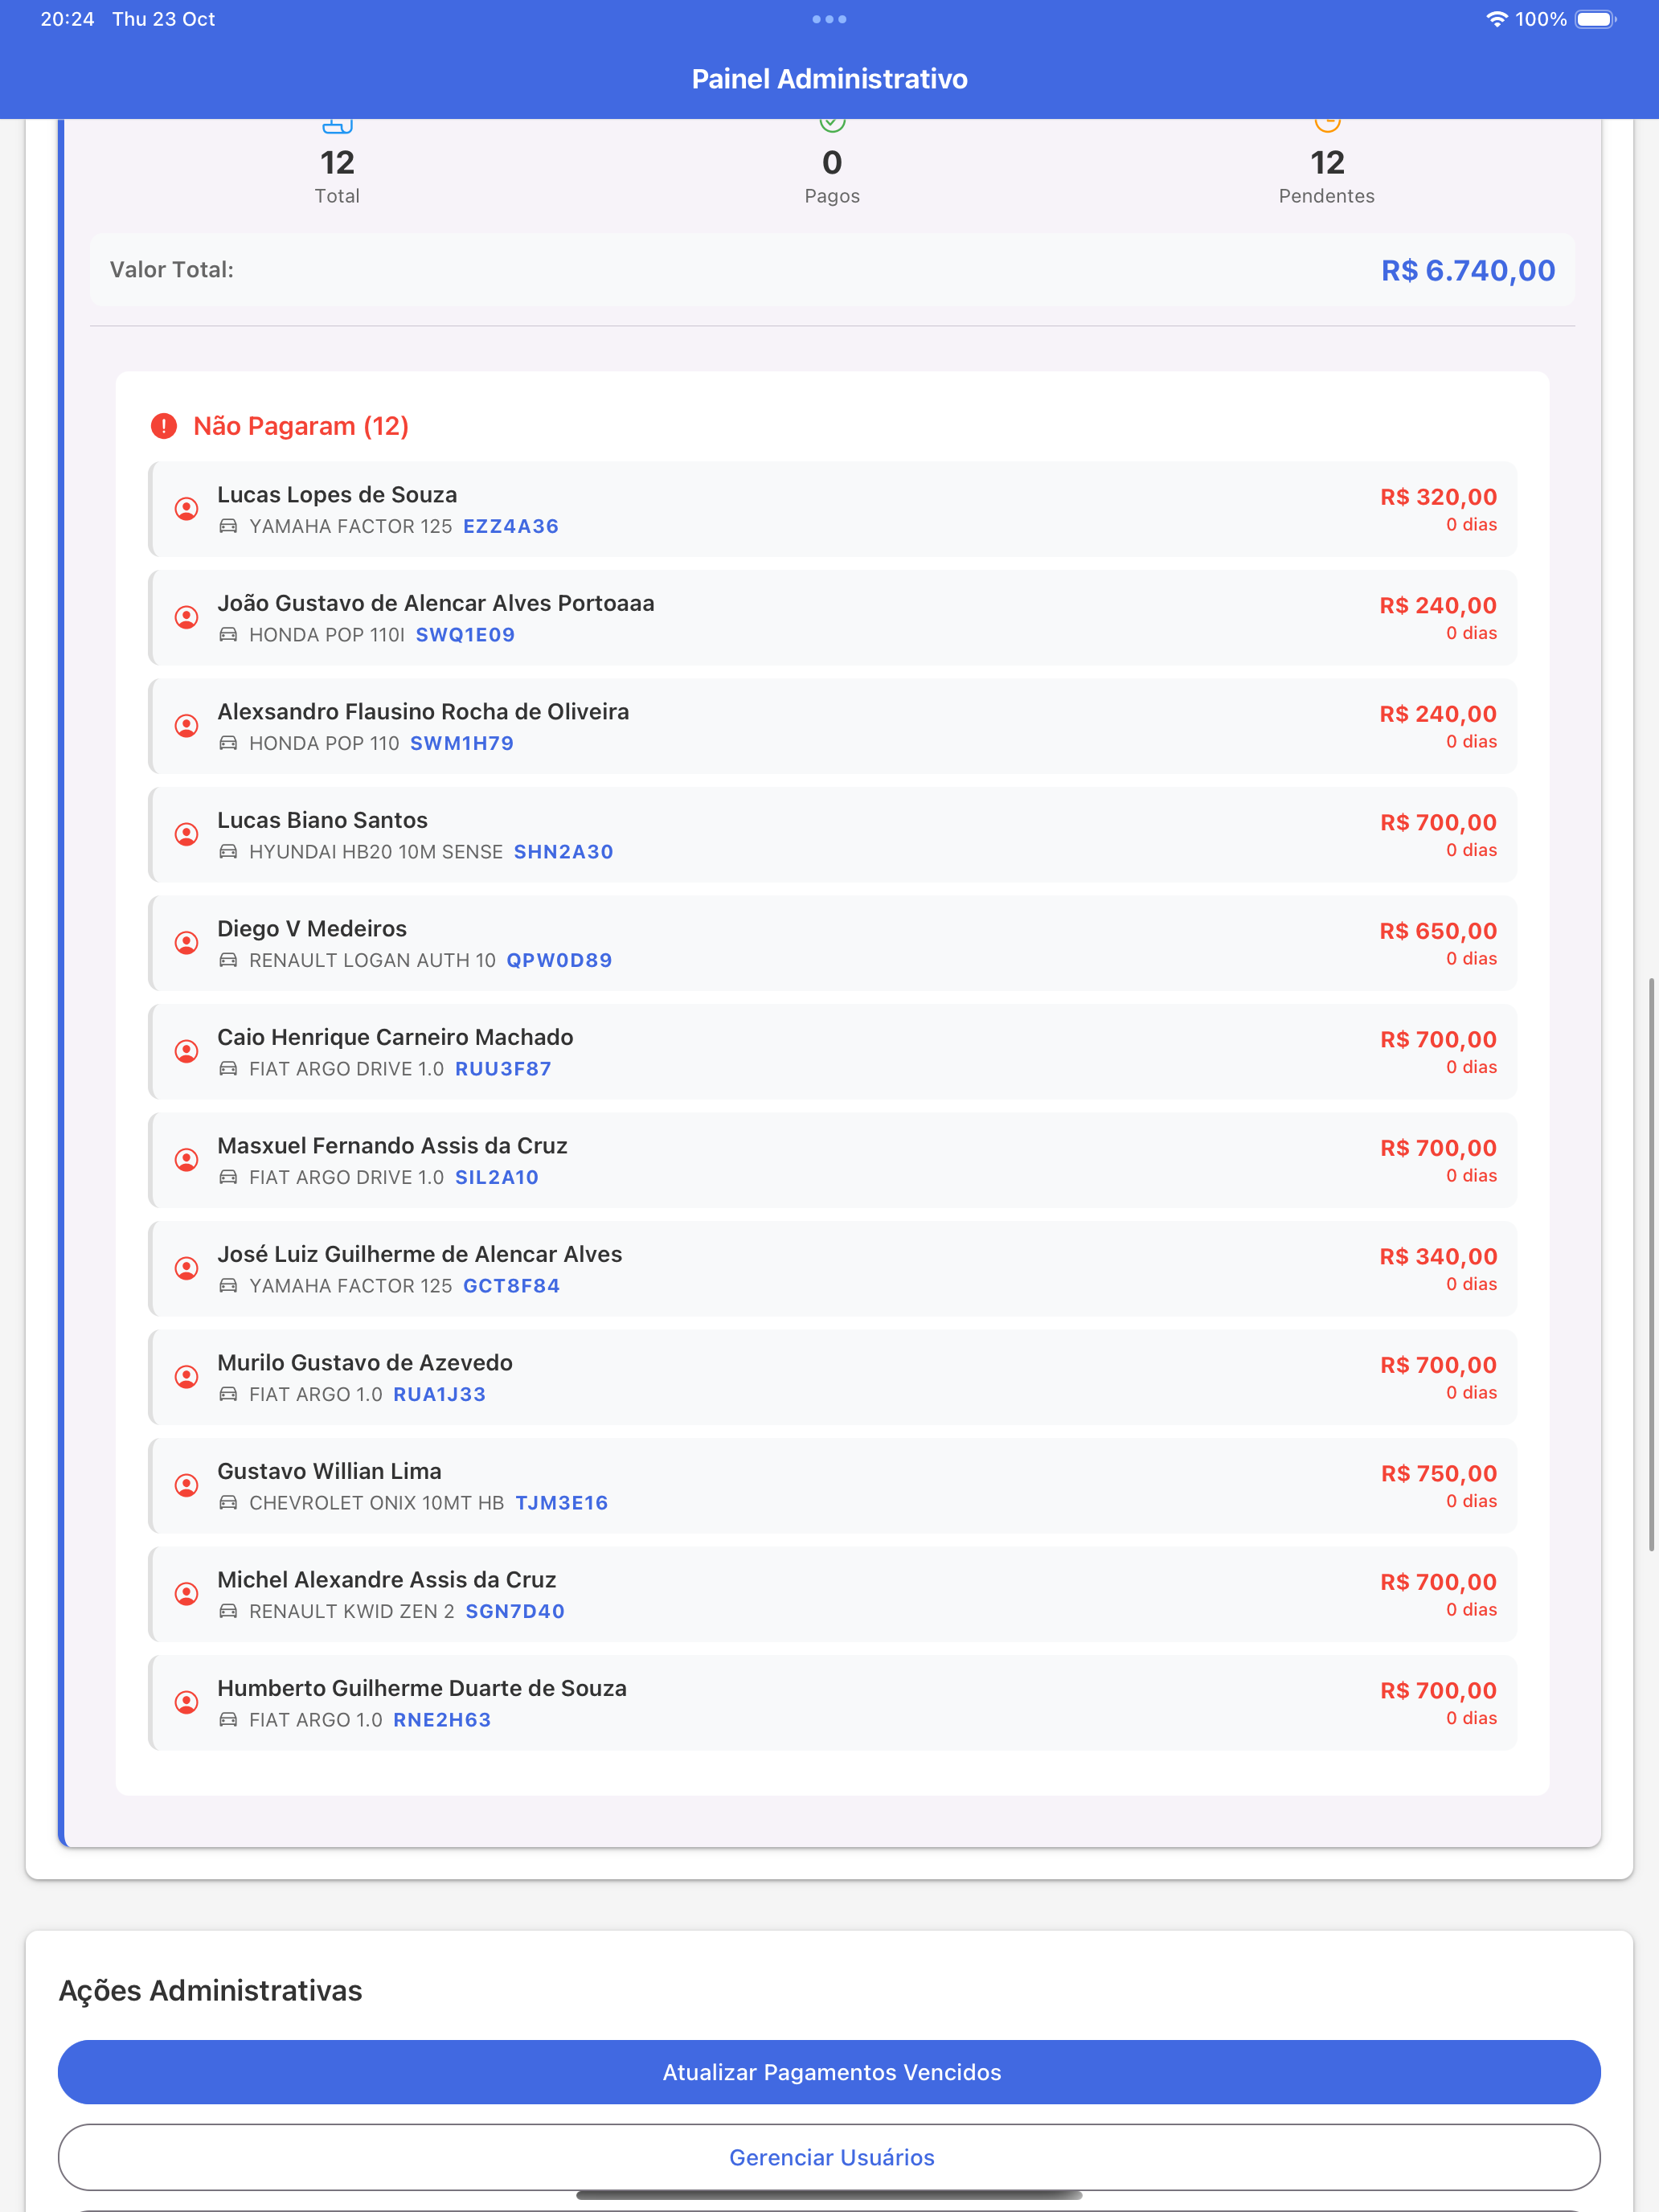 20:24 Thu 23 Oct 100%
Painel Administrativo
12 0 12
Total Pagos Pendentes
Valor Total: R$ 6.740,00
Não Pagaram (12)
Lucas Lopes de Souza R$ 320,00
YAMAHA FACTOR 125 EZZ4A36 0 dias
João Gustavo de Alencar Alves Portoaaa R$ 240,00
HONDA POP 110I SWQ1E09 0 dias
Alexsandro Flausino Rocha de Oliveira R$ 240,00
HONDA POP 110 SWM1H79 0 dias
Lucas Biano Santos R$ 700,00
HYUNDAI HB20 10M SENSE SHN2A30 0 dias
Diego V Medeiros R$ 650,00
RENAULT LOGAN AUTH 10 QPW0D89 0 dias
Caio Henrique Carneiro Machado R$ 700,00
FIAT ARGO DRIVE 1.0 RUU3F87 0 dias
Masxuel Fernando Assis da Cruz R$ 700,00
FIAT ARGO DRIVE 1.0 SIL2A10 0 dias
José Luiz Guilherme de Alencar Alves R$ 340,00
YAMAHA FACTOR 125 GCT8F84 0 dias
Murilo Gustavo de Azevedo R$ 700,00
FIAT ARGO 1.0 RUA1J33 0 dias
Gustavo Willian Lima R$ 750,00
CHEVROLET ONIX 10MT HB TJM3E16 0 dias
Michel Alexandre Assis da Cruz R$ 700,00
RENAULT KWID ZEN 2 SGN7D40 0 dias
Humberto Guilherme Duarte de Souza R$ 700,00
FIAT ARGO 1.0 RNE2H63 0 dias
Ações Administrativas
Atualizar Pagamentos Vencidos
Gerenciar Usuários